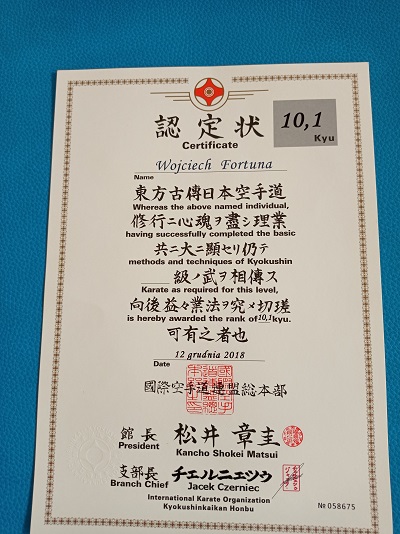 認定状
10,1
Kyu
Certificate
Wojciech Fortuna
Name
東方古傳日本空手道
Whereas the above named individual,
修行ニ心魂ヲ盡シ理業
having successfully completed the basic
共ニ大ニ顯セリ仍テ
methods and techniques of Kyokushin
級ノ武ヲ相傳ス
Karate as required for this level,
向後益々業法ヲ究メ切瑳
is hereby awarded the rank of 10,1 kyu.
可有之者也
12 grudnia 2018
Date
國際空手道連盟総本部
館長 松井章圭
President Kancho Shokei Matsui
支部長 チェルニェツゥ
Branch Chief Jacek Czerniec
International Karate Organization
Kyokushinkaikan Honbu
№ 058675